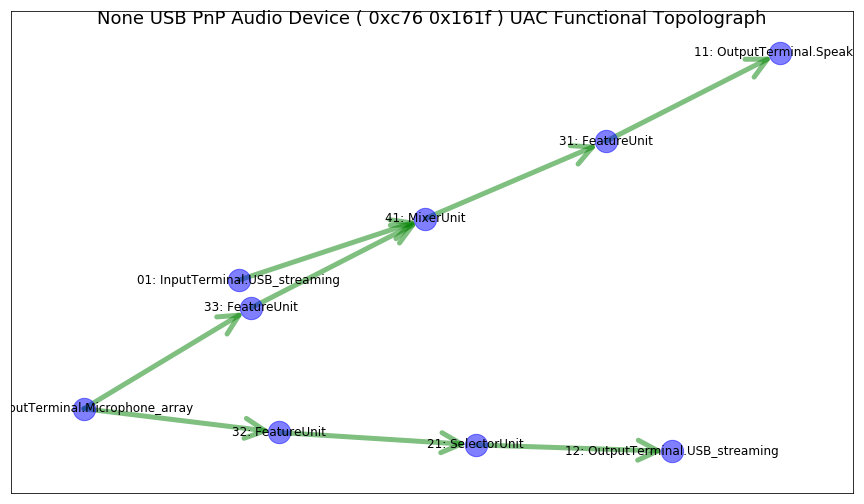 None USB PnP Audio Device ( 0xc76 0x161f ) UAC Functional Topolograph
11: OutputTerminal.Speak
31: FeatureUnit
41: MixerUnit
01: InputTerminal.USB_streaming
33: FeatureUnit
putTerminal.Microphone_array
32: FeatureUnit
21: SelectorUnit
12: OutputTerminal.USB_streaming